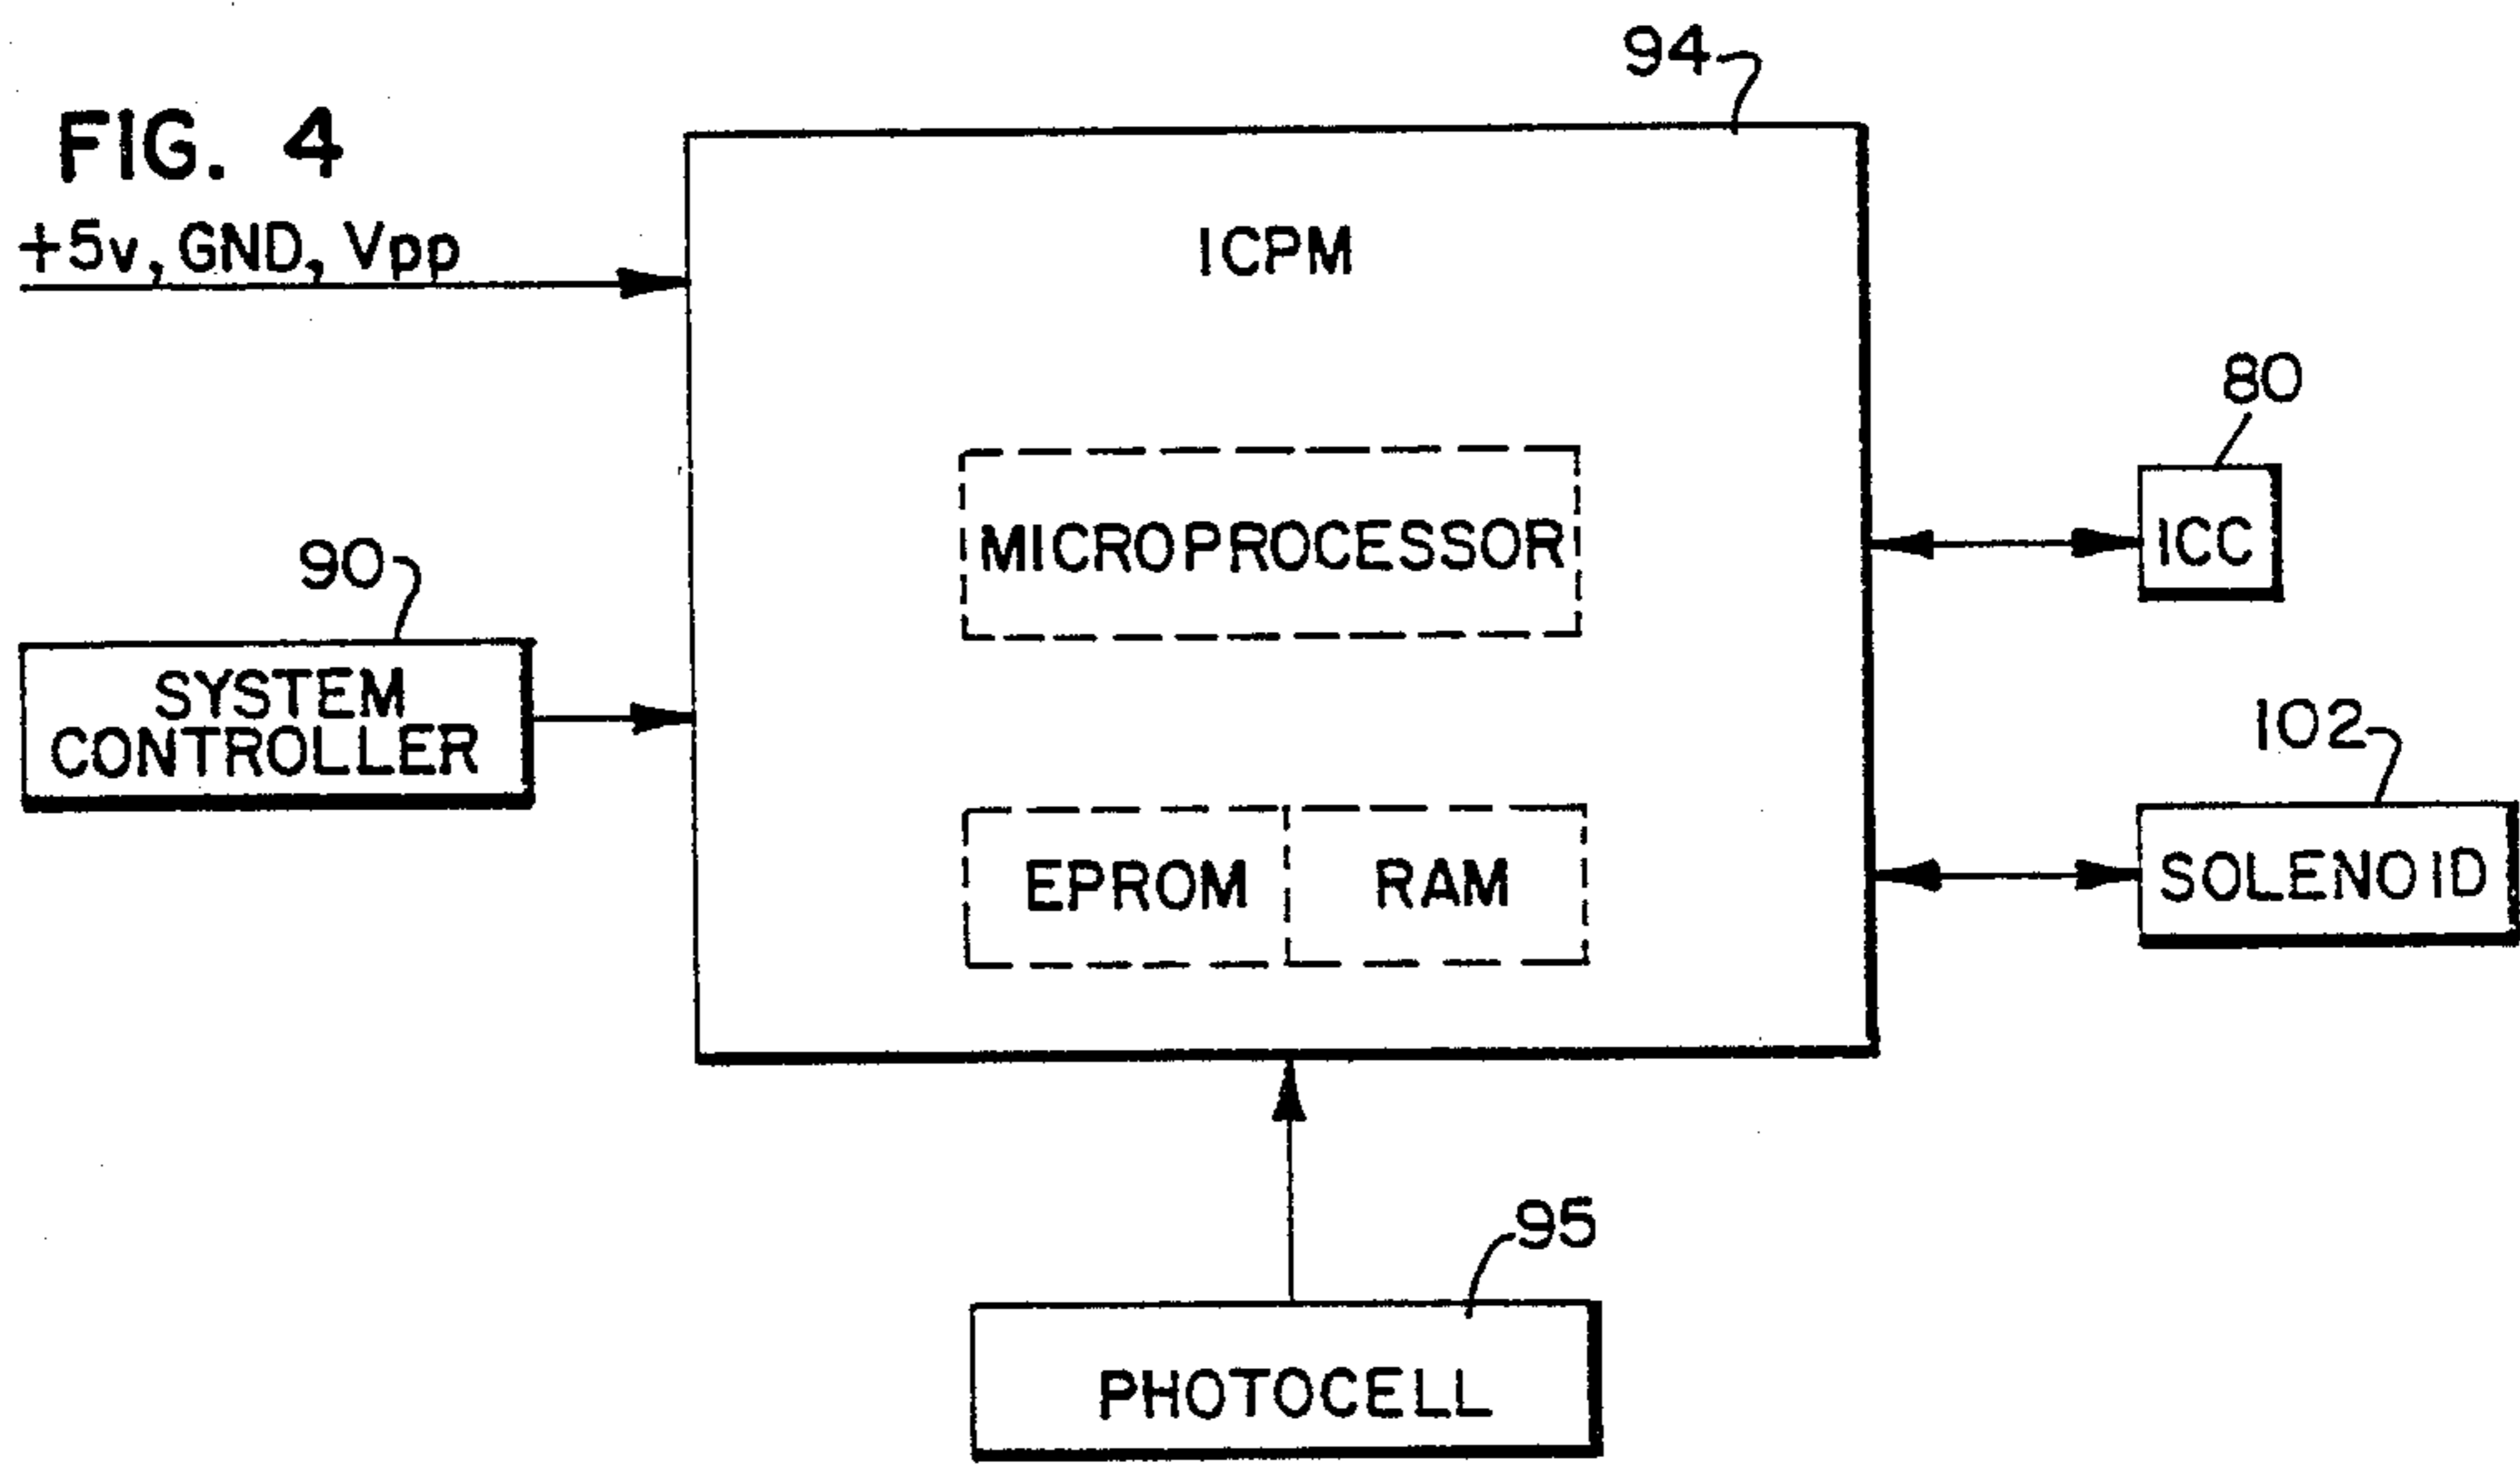 FIG. 4
+5v, GND, Vpp
94
ICPM
MICROPROCESSOR
80
ICC
90
SYSTEM
CONTROLLER
102
SOLENOID
EPROM
RAM
95
PHOTOCELL